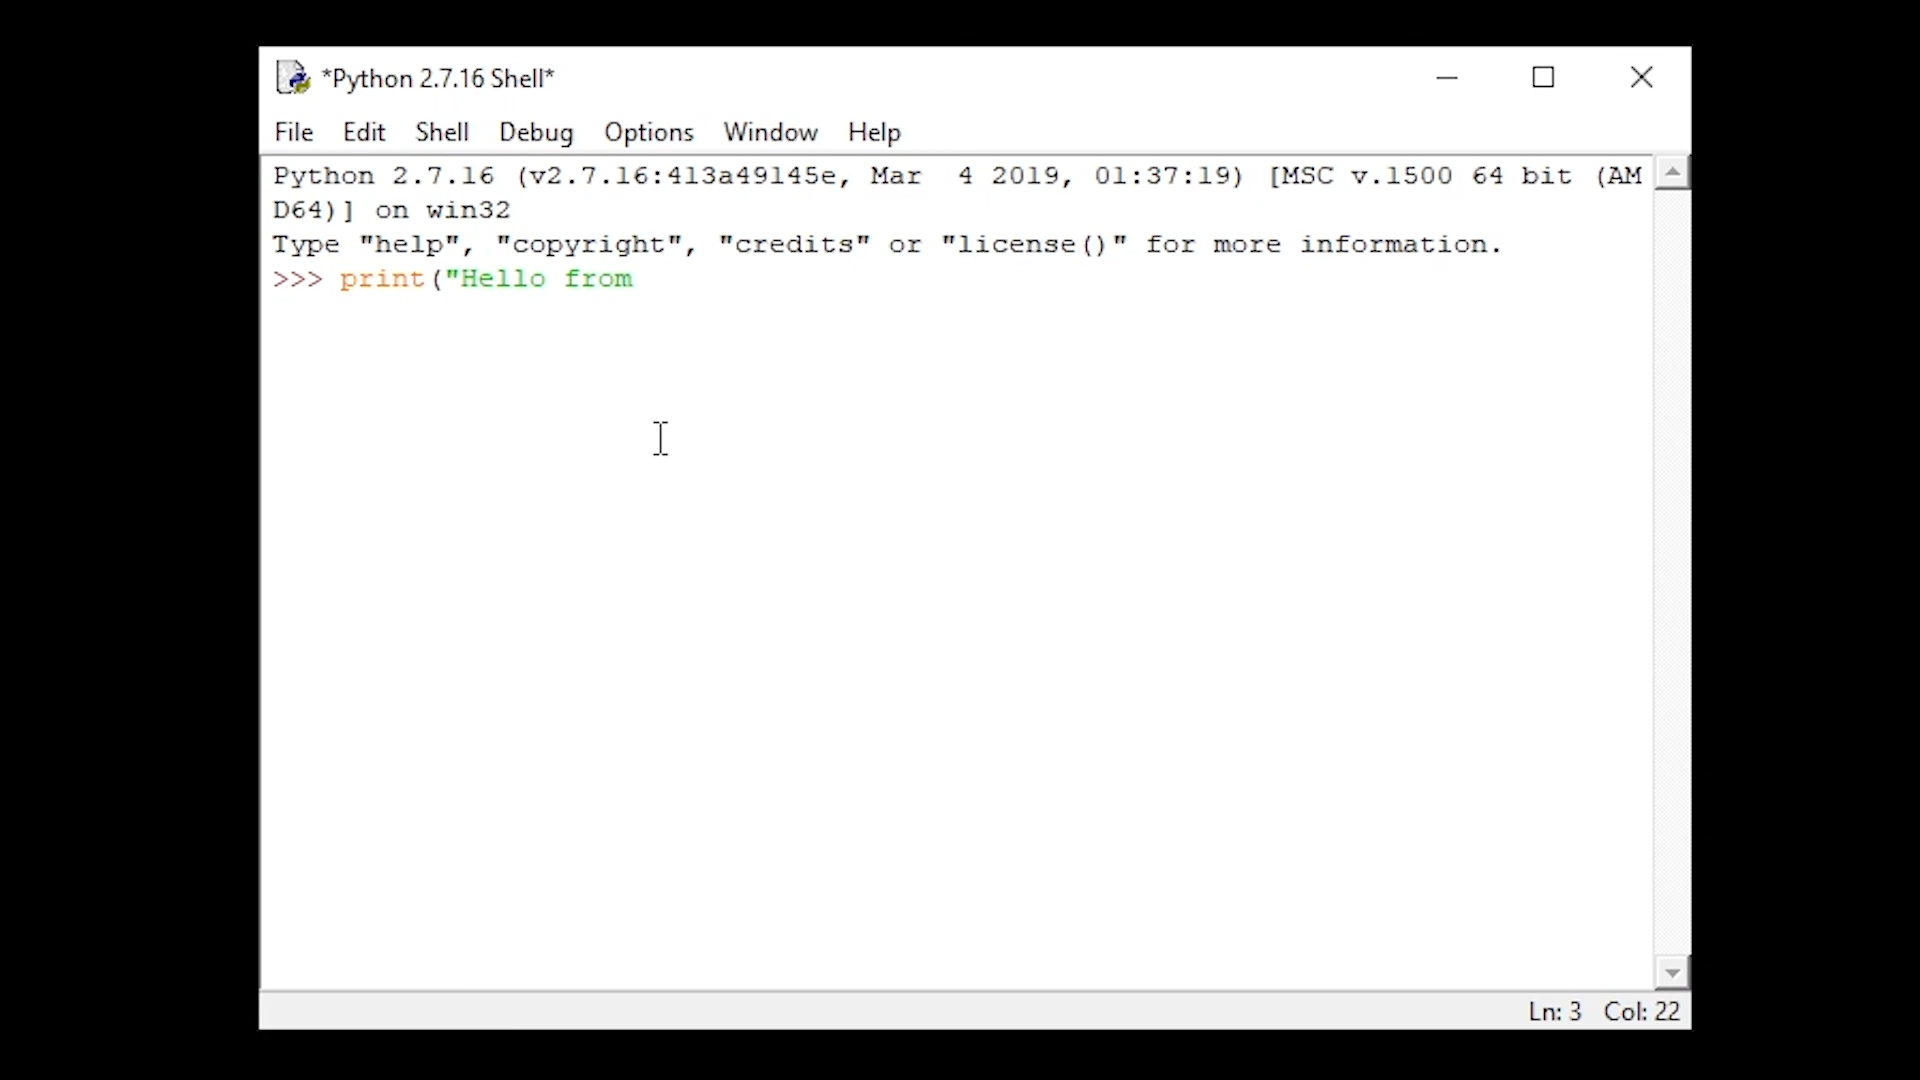 *Python 2.7.16 Shell*
File Edit Shell Debug Options Window Help
Python 2.7.16 (v2.7.16:413a49145e, Mar  4 2019, 01:37:19) [MSC v.1500 64 bit (AM
D64)] on win32
Type "help", "copyright", "credits" or "license()" for more information.
>>> print("Hello from
Ln: 3 Col: 22